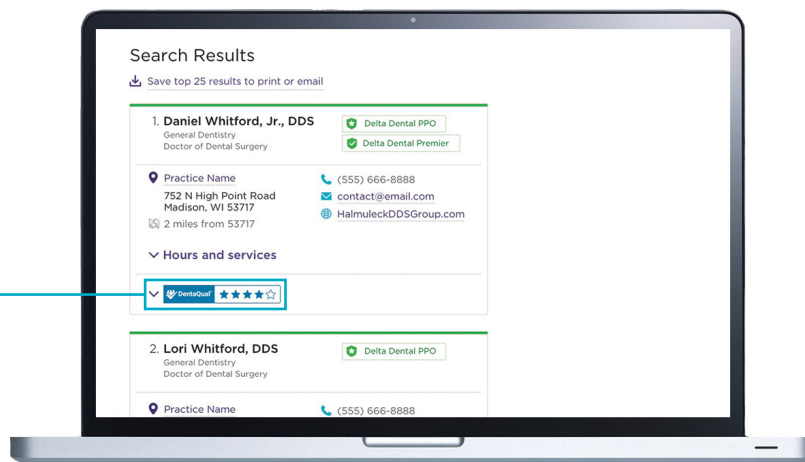 Search Results
Save top 25 results to print or email
1. Daniel Whitford, Jr., DDS
General Dentistry
Doctor of Dental Surgery
Delta Dental PPO
Delta Dental Premier
Practice Name
752 N High Point Road
Madison, WI 53717
2 miles from 53717
(555) 666-8888
contact@email.com
HalmuleckDDSGroup.com
Hours and services
DentaQual
2. Lori Whitford, DDS
General Dentistry
Doctor of Dental Surgery
Delta Dental PPO
Practice Name
(555) 666-8888